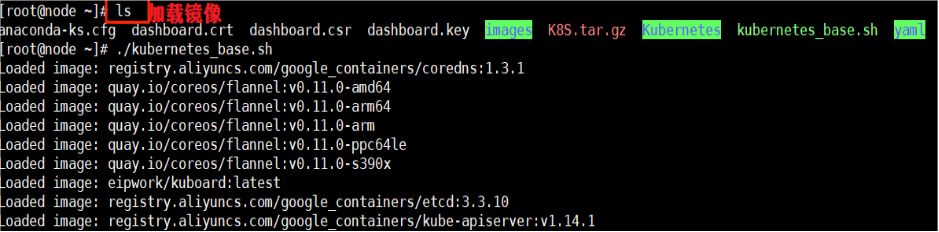 [root@node ~]# ls 加载镜像
anaconda-ks.cfg dashboard.crt dashboard.csr dashboard.key images K8S.tar.gz Kubernetes kubernetes_base.sh yaml
[root@node ~]# ./kubernetes_base.sh
Loaded image: registry.aliyuncs.com/google_containers/coredns:1.3.1
Loaded image: quay.io/coreos/flannel:v0.11.0-amd64
Loaded image: quay.io/coreos/flannel:v0.11.0-arm64
Loaded image: quay.io/coreos/flannel:v0.11.0-arm
Loaded image: quay.io/coreos/flannel:v0.11.0-ppc64le
Loaded image: quay.io/coreos/flannel:v0.11.0-s390x
Loaded image: eipwork/kuboard:latest
Loaded image: registry.aliyuncs.com/google_containers/etcd:3.3.10
Loaded image: registry.aliyuncs.com/google_containers/kube-apiserver:v1.14.1